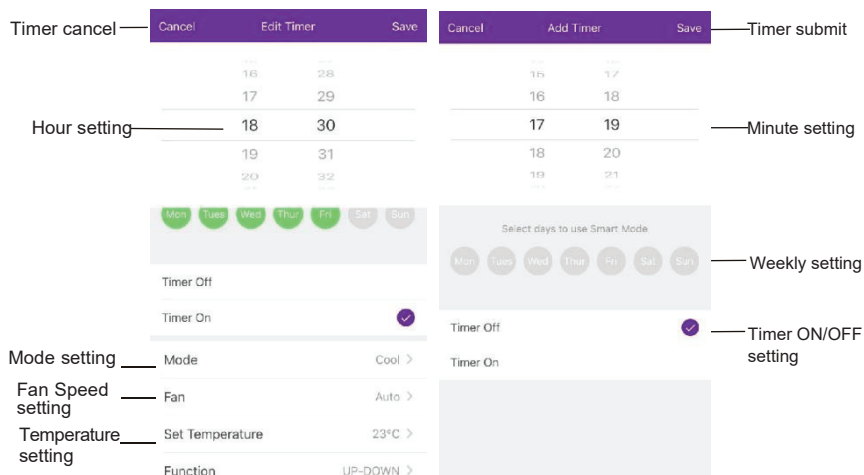 Timer cancel
Cancel Edit Timer Save
Cancel Add Timer Save
Timer submit
16 28
17 29
18 30
19 31
20 32
Hour setting
15 17
16 18
17 19
18 20
19 21
Minute setting
Mon Tues Wed Thur Fri Sat Sun
Select days to use Smart Mode
Mon Tues Wed Thur Fri Sat Sun
Weekly setting
Timer Off
Timer On
Timer Off
Timer On
Timer ON/OFF
setting
Mode setting
Mode Cool >
Fan Speed
setting
Fan Auto >
Temperature
setting
Set Temperature 23°C >
Function UP-DOWN >